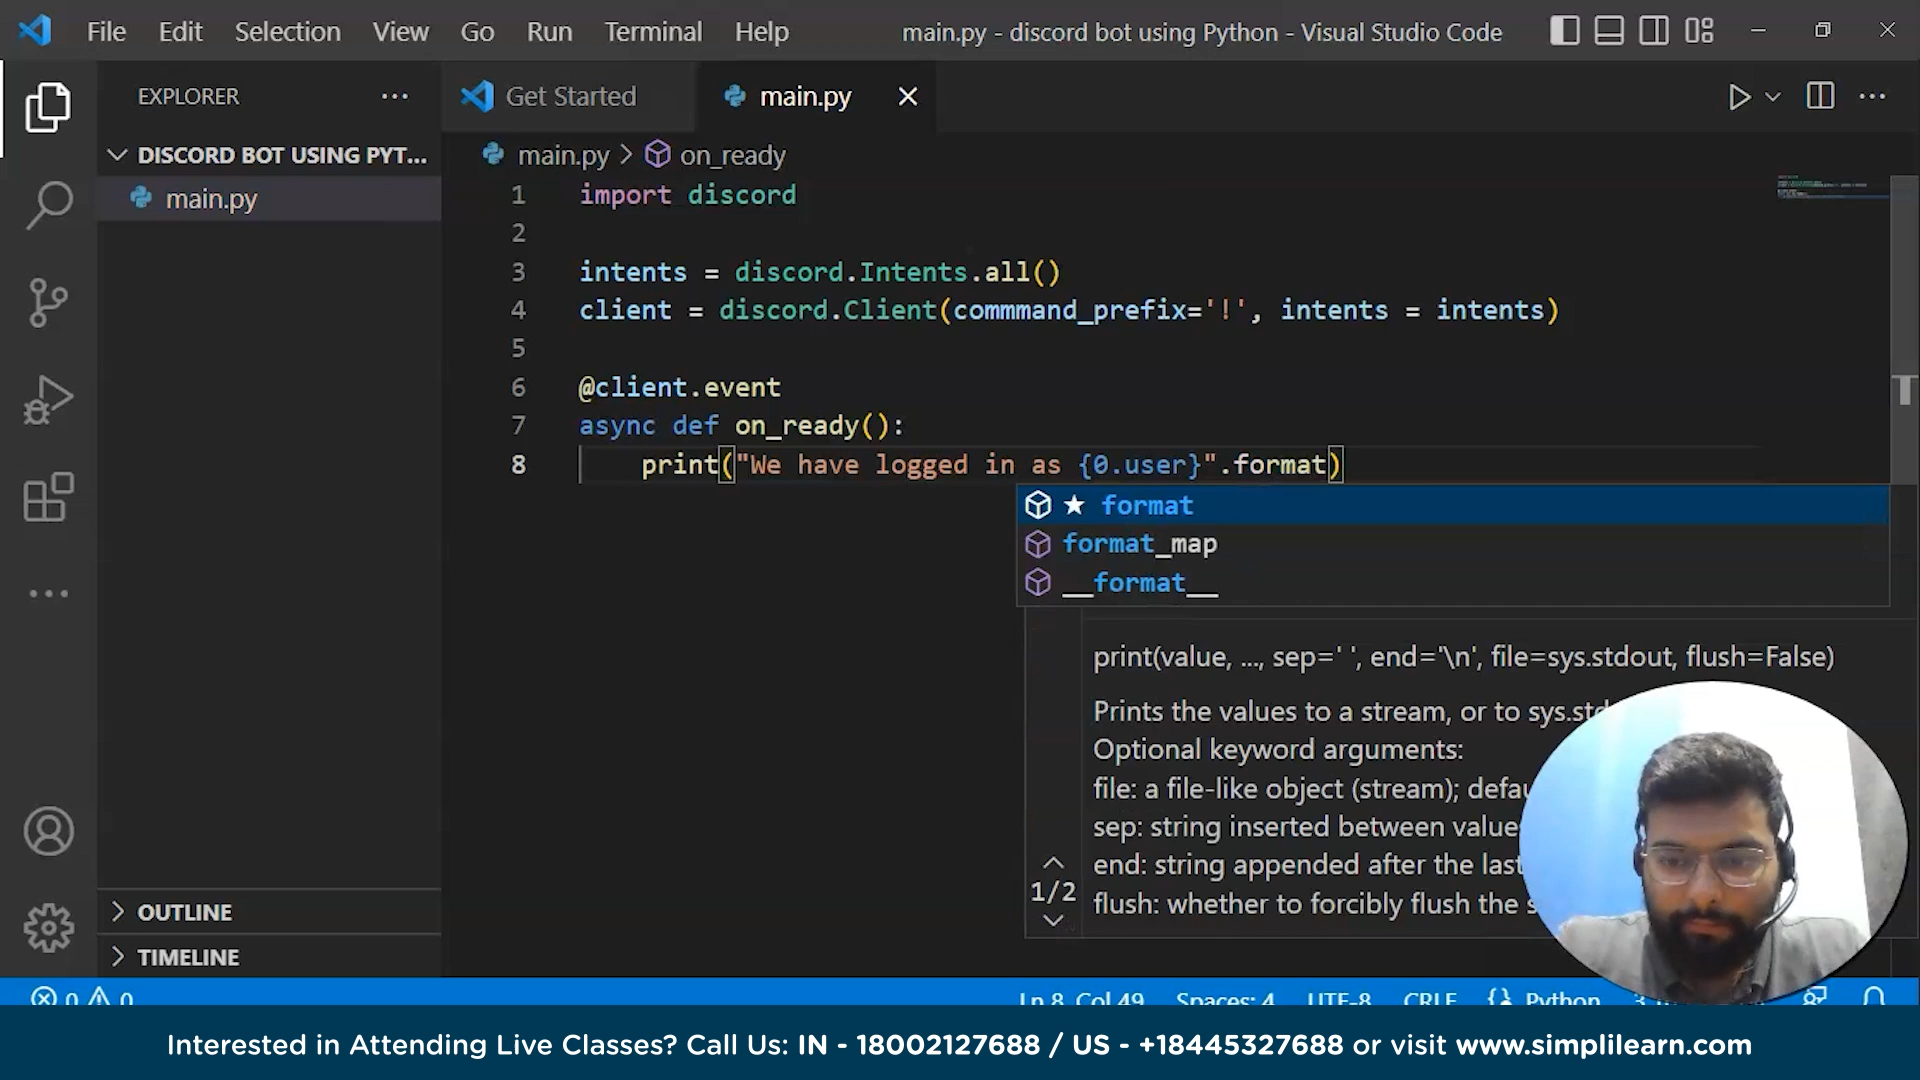 File Edit Selection View Go Run Terminal Help main.py - discord bot using Python - Visual Studio Code
EXPLORER
Get Started
main.py
DISCORD BOT USING PYT...
main.py
main.py > on_ready
1 import discord
2
3 intents = discord.Intents.all()
4 client = discord.Client(commmand_prefix='!', intents = intents)
5
6 @client.event
7 async def on_ready():
8 print("We have logged in as {0.user}".format)
format
format_map
__format__
print(value, ..., sep=' ', end='\n', file=sys.stdout, flush=False)
Prints the values to a stream, or to
Optional keyword arguments:
file: a file-like object (stream);
sep: string inserted between
end: string appended after the last
1/2
flush: whether to forcibly flush the
OUTLINE
TIMELINE
0 0 Ln 8, Col 49 Spaces: 4 UTF-8 CRLF Python
Interested in Attending Live Classes? Call Us: IN - 18002127688 / US - +18445327688 or visit www.simplilearn.com